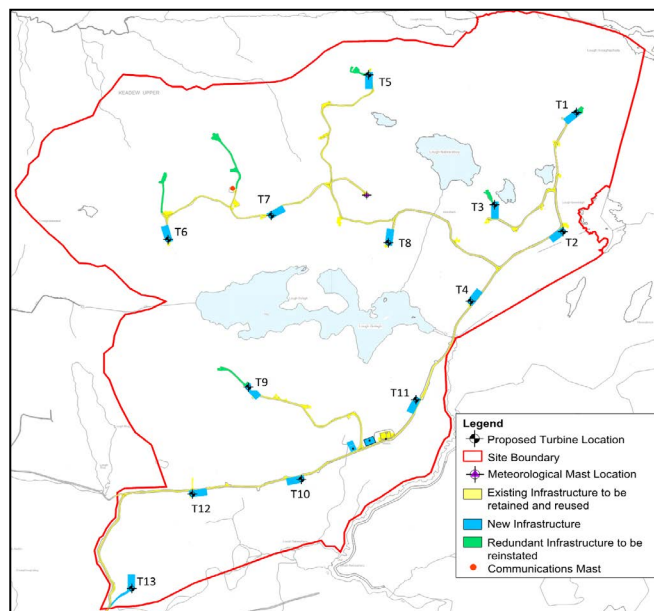 T5
T1
MEADEW UPPER
T7
T3
T6
T8
T2
T4
T9
T11
T10
T12
T13
Legend
Proposed Turbine Location
Site Boundary
Meteorological Mast Location
Existing Infrastructure to be
retained and reused
New Infrastructure
Redundant Infrastructure to be
reinstated
Communications Mast